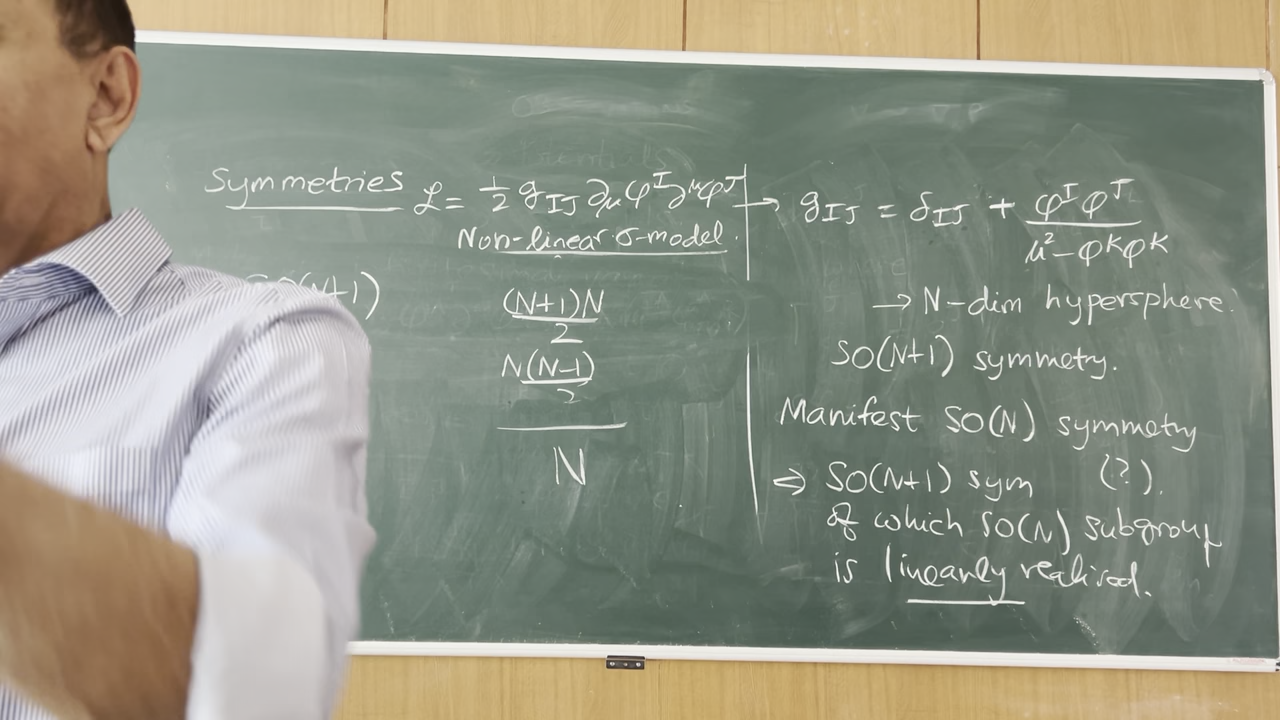 Symmetries L = 1/2 g_IJ ∂_μ φ^I ∂^μ φ^J → g_IJ = δ_IJ + φ^I φ^J / (μ² - φ^K φ^K)
Non-linear σ-model.
SO(N+1)
(N+1)N / 2
N(N-1) / 2
N
→ N-dim hypersphere.
SO(N+1) symmetry.
Manifest SO(N) symmetry
⇒ SO(N+1) sym (?).
of which SO(N) subgroup
is linearly realised.